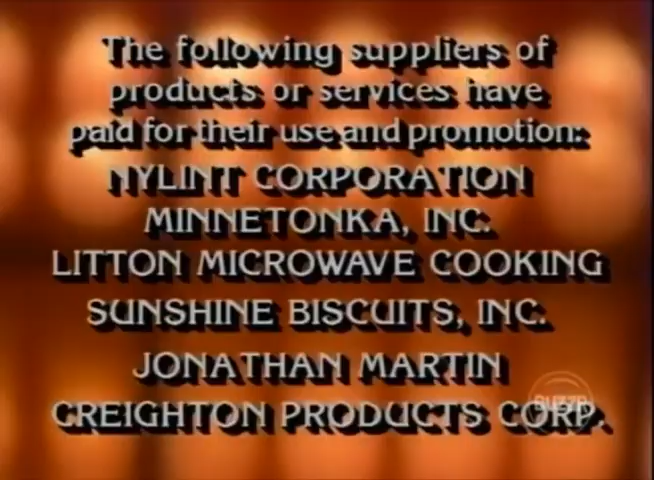 The following suppliers of
products or services have
paid for their use and promotion:
NYLINT CORPORATION
MINNETONKA, INC.
LITTON MICROWAVE COOKING
SUNSHINE BISCUITS, INC.
JONATHAN MARTIN
CREIGHTON PRODUCTS CORP.
BUZZR